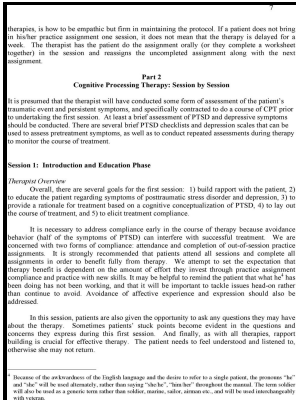 7
therapies, is how to be empathic but firm in maintaining the protocol. If a patient does not bring
in his/her practice assignment one session, it does not mean that the therapy is delayed for a
week. The therapist has the patient do the assignment orally (or they complete a worksheet
together) in the session and reassigns the uncompleted assignment along with the next
assignment.
Part 2
Cognitive Processing Therapy: Session by Session
It is presumed that the therapist will have conducted some form of assessment of the patient's
traumatic event and persistent symptoms, and specifically contracted to do a course of CPT prior
to undertaking the first session. At least a brief assessment of PTSD and depressive symptoms
should be conducted. There are several brief PTSD checklists and depression scales that can be
used to assess pretreatment symptoms, as well as to conduct repeated assessments during therapy
to monitor the course of treatment.
Session 1: Introduction and Education Phase
Therapist Overview
Overall, there are several goals for the first session: 1) build rapport with the patient, 2)
to educate the patient regarding symptoms of posttraumatic stress disorder and depression, 3) to
provide a rationale for treatment based on a cognitive conceptualization of PTSD, 4) to lay out
the course of treatment, and 5) to elicit treatment compliance.
It is necessary to address compliance early in the course of therapy because avoidance
behavior (half of the symptoms of PTSD) can interfere with successful treatment. We are
concerned with two forms of compliance: attendance and completion of out-of-session practice
assignments. It is strongly recommended that patients attend all sessions and complete all
assignments in order to benefit fully from therapy. We attempt to set the expectation that
therapy benefit is dependent on the amount of effort they invest through practice assignment
compliance and practice with new skills. It may be helpful to remind the patient that what he⁴ has
been doing has not been working, and that it will be important to tackle issues head-on rather
than continue to avoid. Avoidance of affective experience and expression should also be
addressed.
In this session, patients are also given the opportunity to ask any questions they may have
about the therapy. Sometimes patients' stuck points become evident in the questions and
concerns they express during this first session. And finally, as with all therapies, rapport
building is crucial for effective therapy. The patient needs to feel understood and listened to,
otherwise she may not return.
⁴ Because of the awkwardness of the English language and the desire to refer to a single patient, the pronouns "he"
and "she" will be used alternately, rather than saying "she/he", "him/her" throughout the manual. The term soldier
will also be used as a generic term rather than soldier, marine, sailor, airman etc., and will be used interchangeably
with veteran.